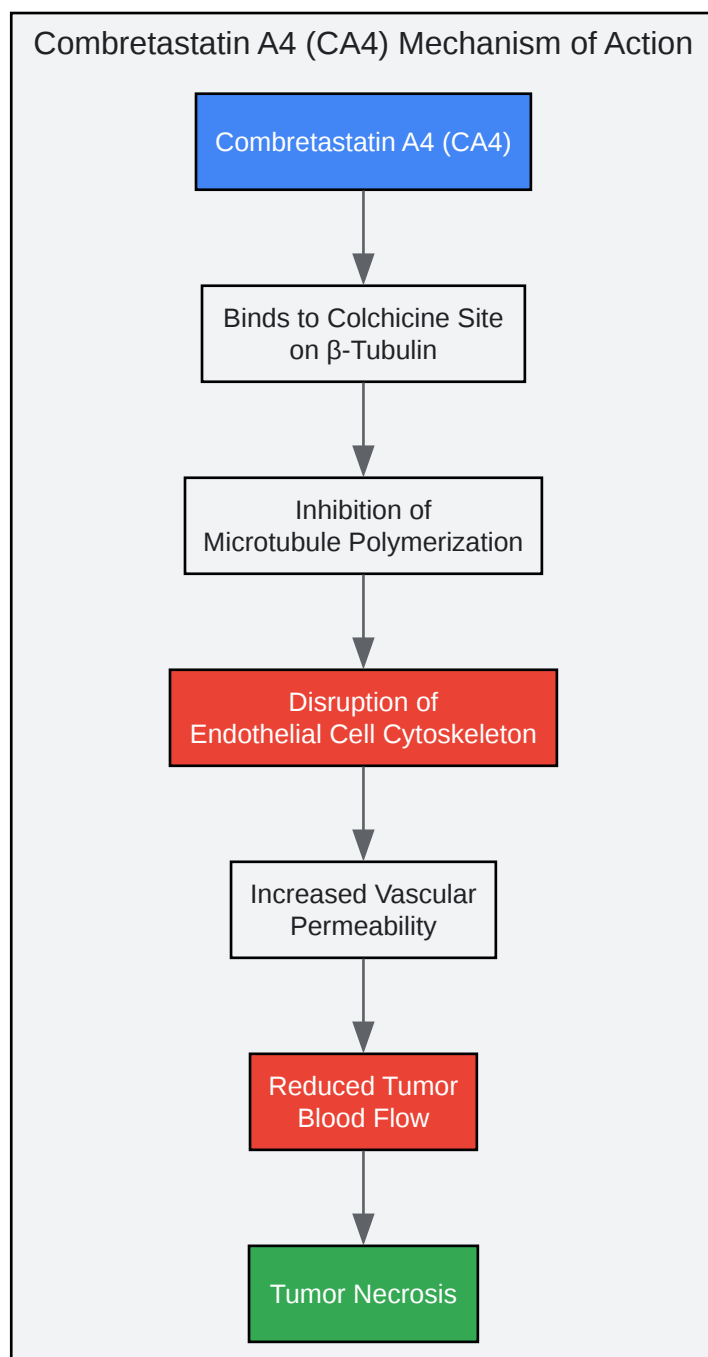 Combretastatin A4 (CA4) Mechanism of Action
Combretastatin A4 (CA4)
Binds to Colchicine Site
on β-Tubulin
Inhibition of
Microtubule Polymerization
Disruption of
Endothelial Cell Cytoskeleton
Increased Vascular
Permeability
Reduced Tumor
Blood Flow
Tumor Necrosis